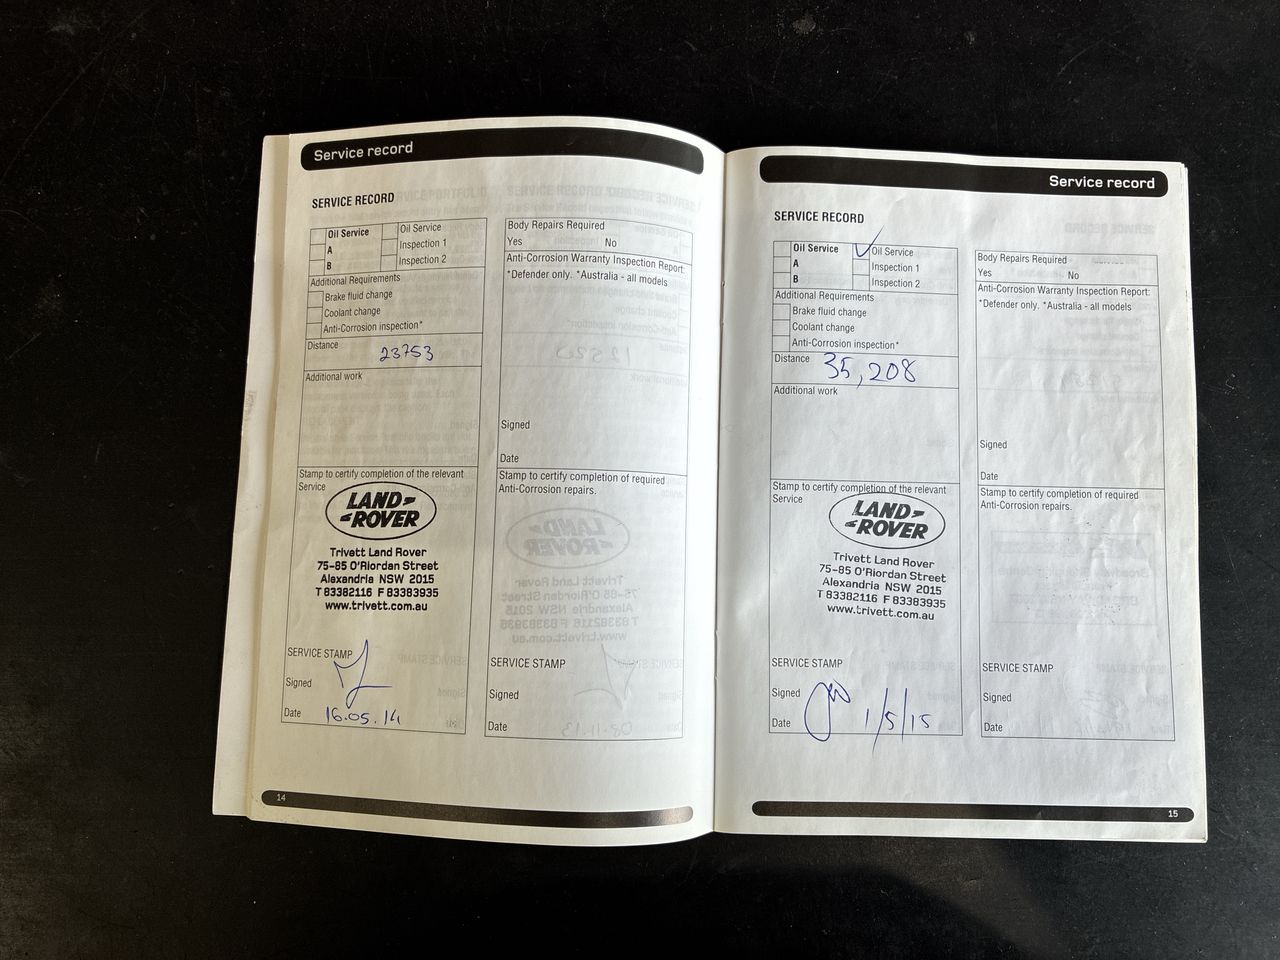 Service record
SERVICE RECORD
Oil Service
A
B
Oil Service
Inspection 1
Inspection 2
Additional Requirements
Brake fluid change
Coolant change
Anti-Corrosion inspection*
Distance 23753
Additional work
Stamp to certify completion of the relevant
Service
LAND-
-ROVER
Trivett Land Rover
75-85 O'Riordan Street
Alexandria NSW 2015
T 83382116 F 83383935
www.trivett.com.au
SERVICE STAMP
Signed
Date 16.05.14
Body Repairs Required
Yes No
Anti-Corrosion Warranty Inspection Report:
*Defender only. *Australia - all models
Signed
Date
Stamp to certify completion of required
Anti-Corrosion repairs.
SERVICE STAMP
Signed
Date
14
Service record
SERVICE RECORD
Oil Service
A
B
Oil Service
Inspection 1
Inspection 2
Additional Requirements
Brake fluid change
Coolant change
Anti-Corrosion inspection*
Distance 35,208
Additional work
Stamp to certify completion of the relevant
Service
LAND-
-ROVER
Trivett Land Rover
75-85 O'Riordan Street
Alexandria NSW 2015
T 83382116 F 83383935
www.trivett.com.au
SERVICE STAMP
Signed
Date 1/5/15
Body Repairs Required
Yes No
Anti-Corrosion Warranty Inspection Report:
*Defender only. *Australia - all models
Signed
Date
Stamp to certify completion of required
Anti-Corrosion repairs.
SERVICE STAMP
Signed
Date
15